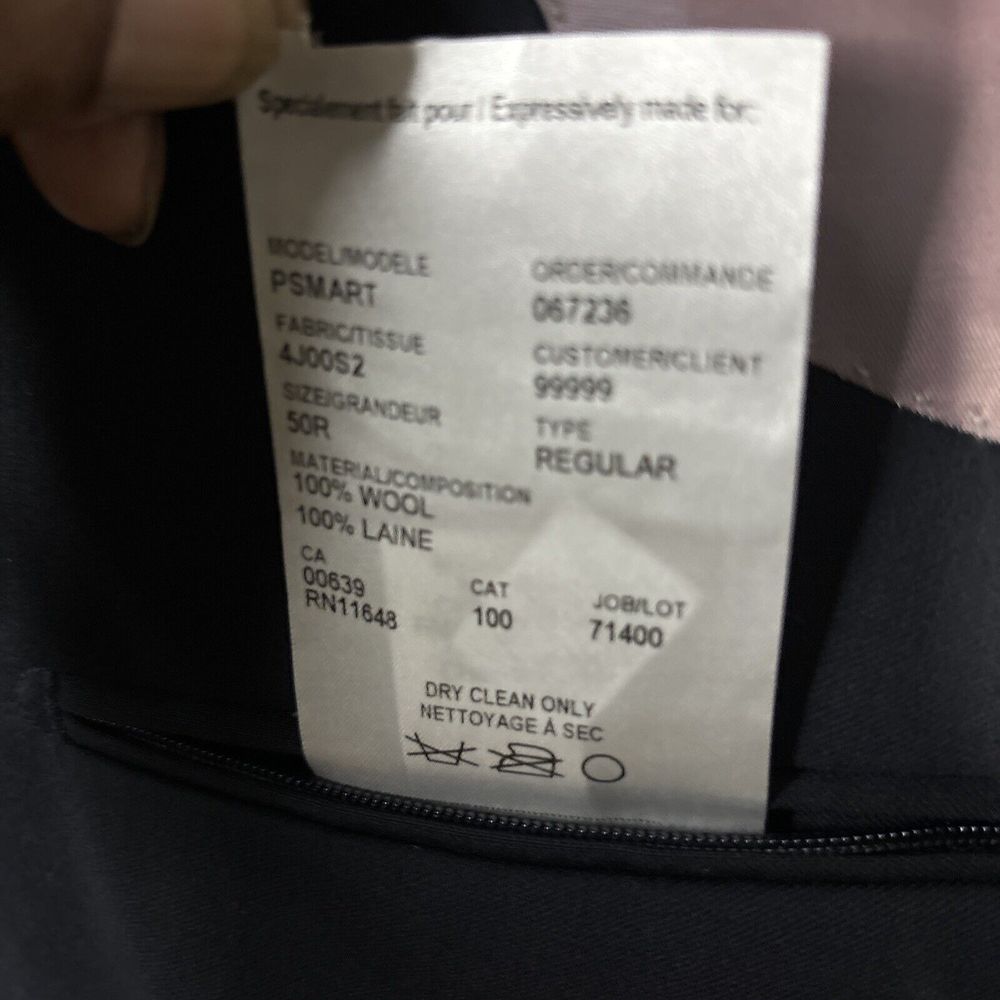 Specialement fait pour / Expressively made for:
MODEL/MODÈLE
PSMART
FABRIC/TISSUE
4J00S2
SIZE/GRANDEUR
50R
MATERIAL/COMPOSITION
100% WOOL
100% LAINE
ORDER/COMMANDE
067236
CUSTOMER/CLIENT
99999
TYPE
REGULAR
CA
00639
RN11648
CAT
100
JOB/LOT
71400
DRY CLEAN ONLY
NETTOYAGE À SEC